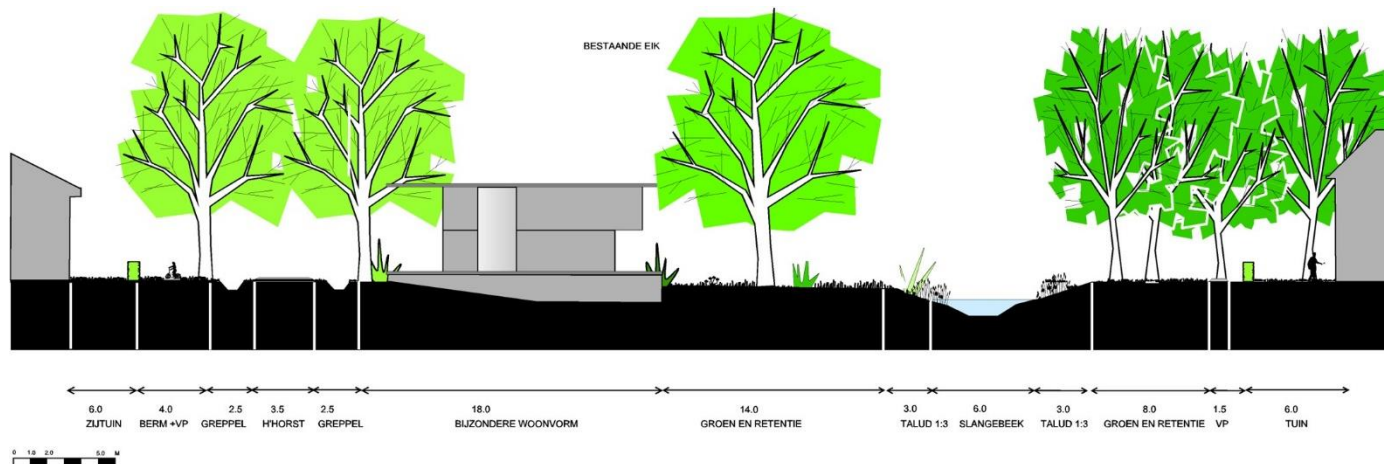 BESTAANDE EIK
6.0 4.0 2.5 3.5 2.5 18.0 14.0 3.0 6.0 3.0 8.0 1.5 6.0
ZIJTUIN BERM +VP GREPPEL H'HORST GREPPEL BIJZONDERE WOONVORM GROEN EN RETENTIE TALUD 1:3 SLANGEBEEK TALUD 1:3 GROEN EN RETENTIE VP TUIN
0 1.0 2.0 5.0 M